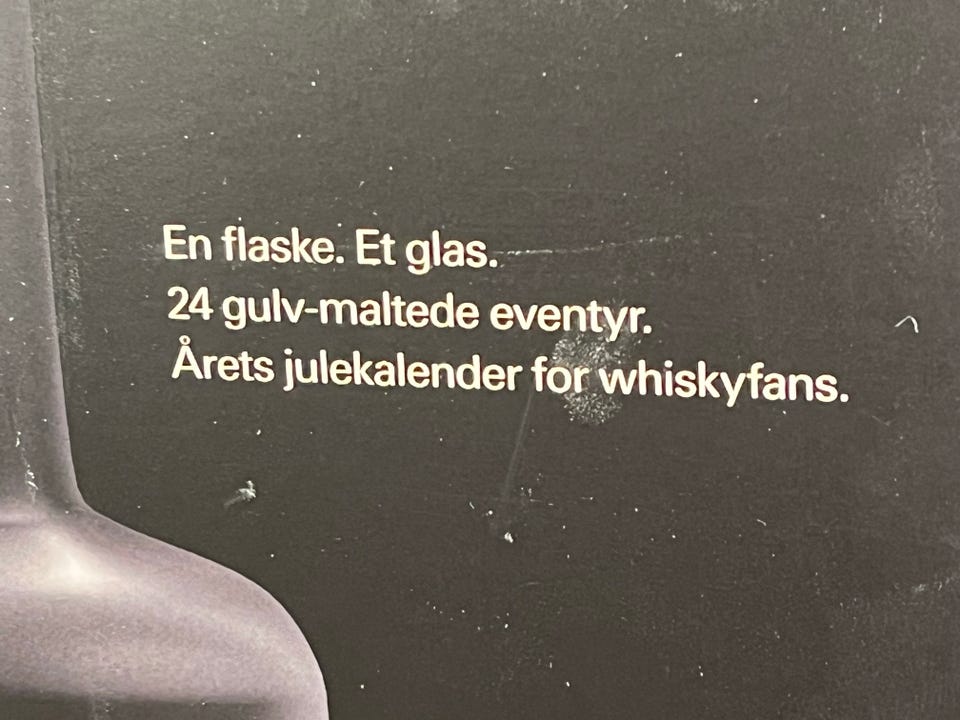 En flaske. Et glas.
24 gulv-maltede eventyr.
Årets julekalender for whiskyfans.